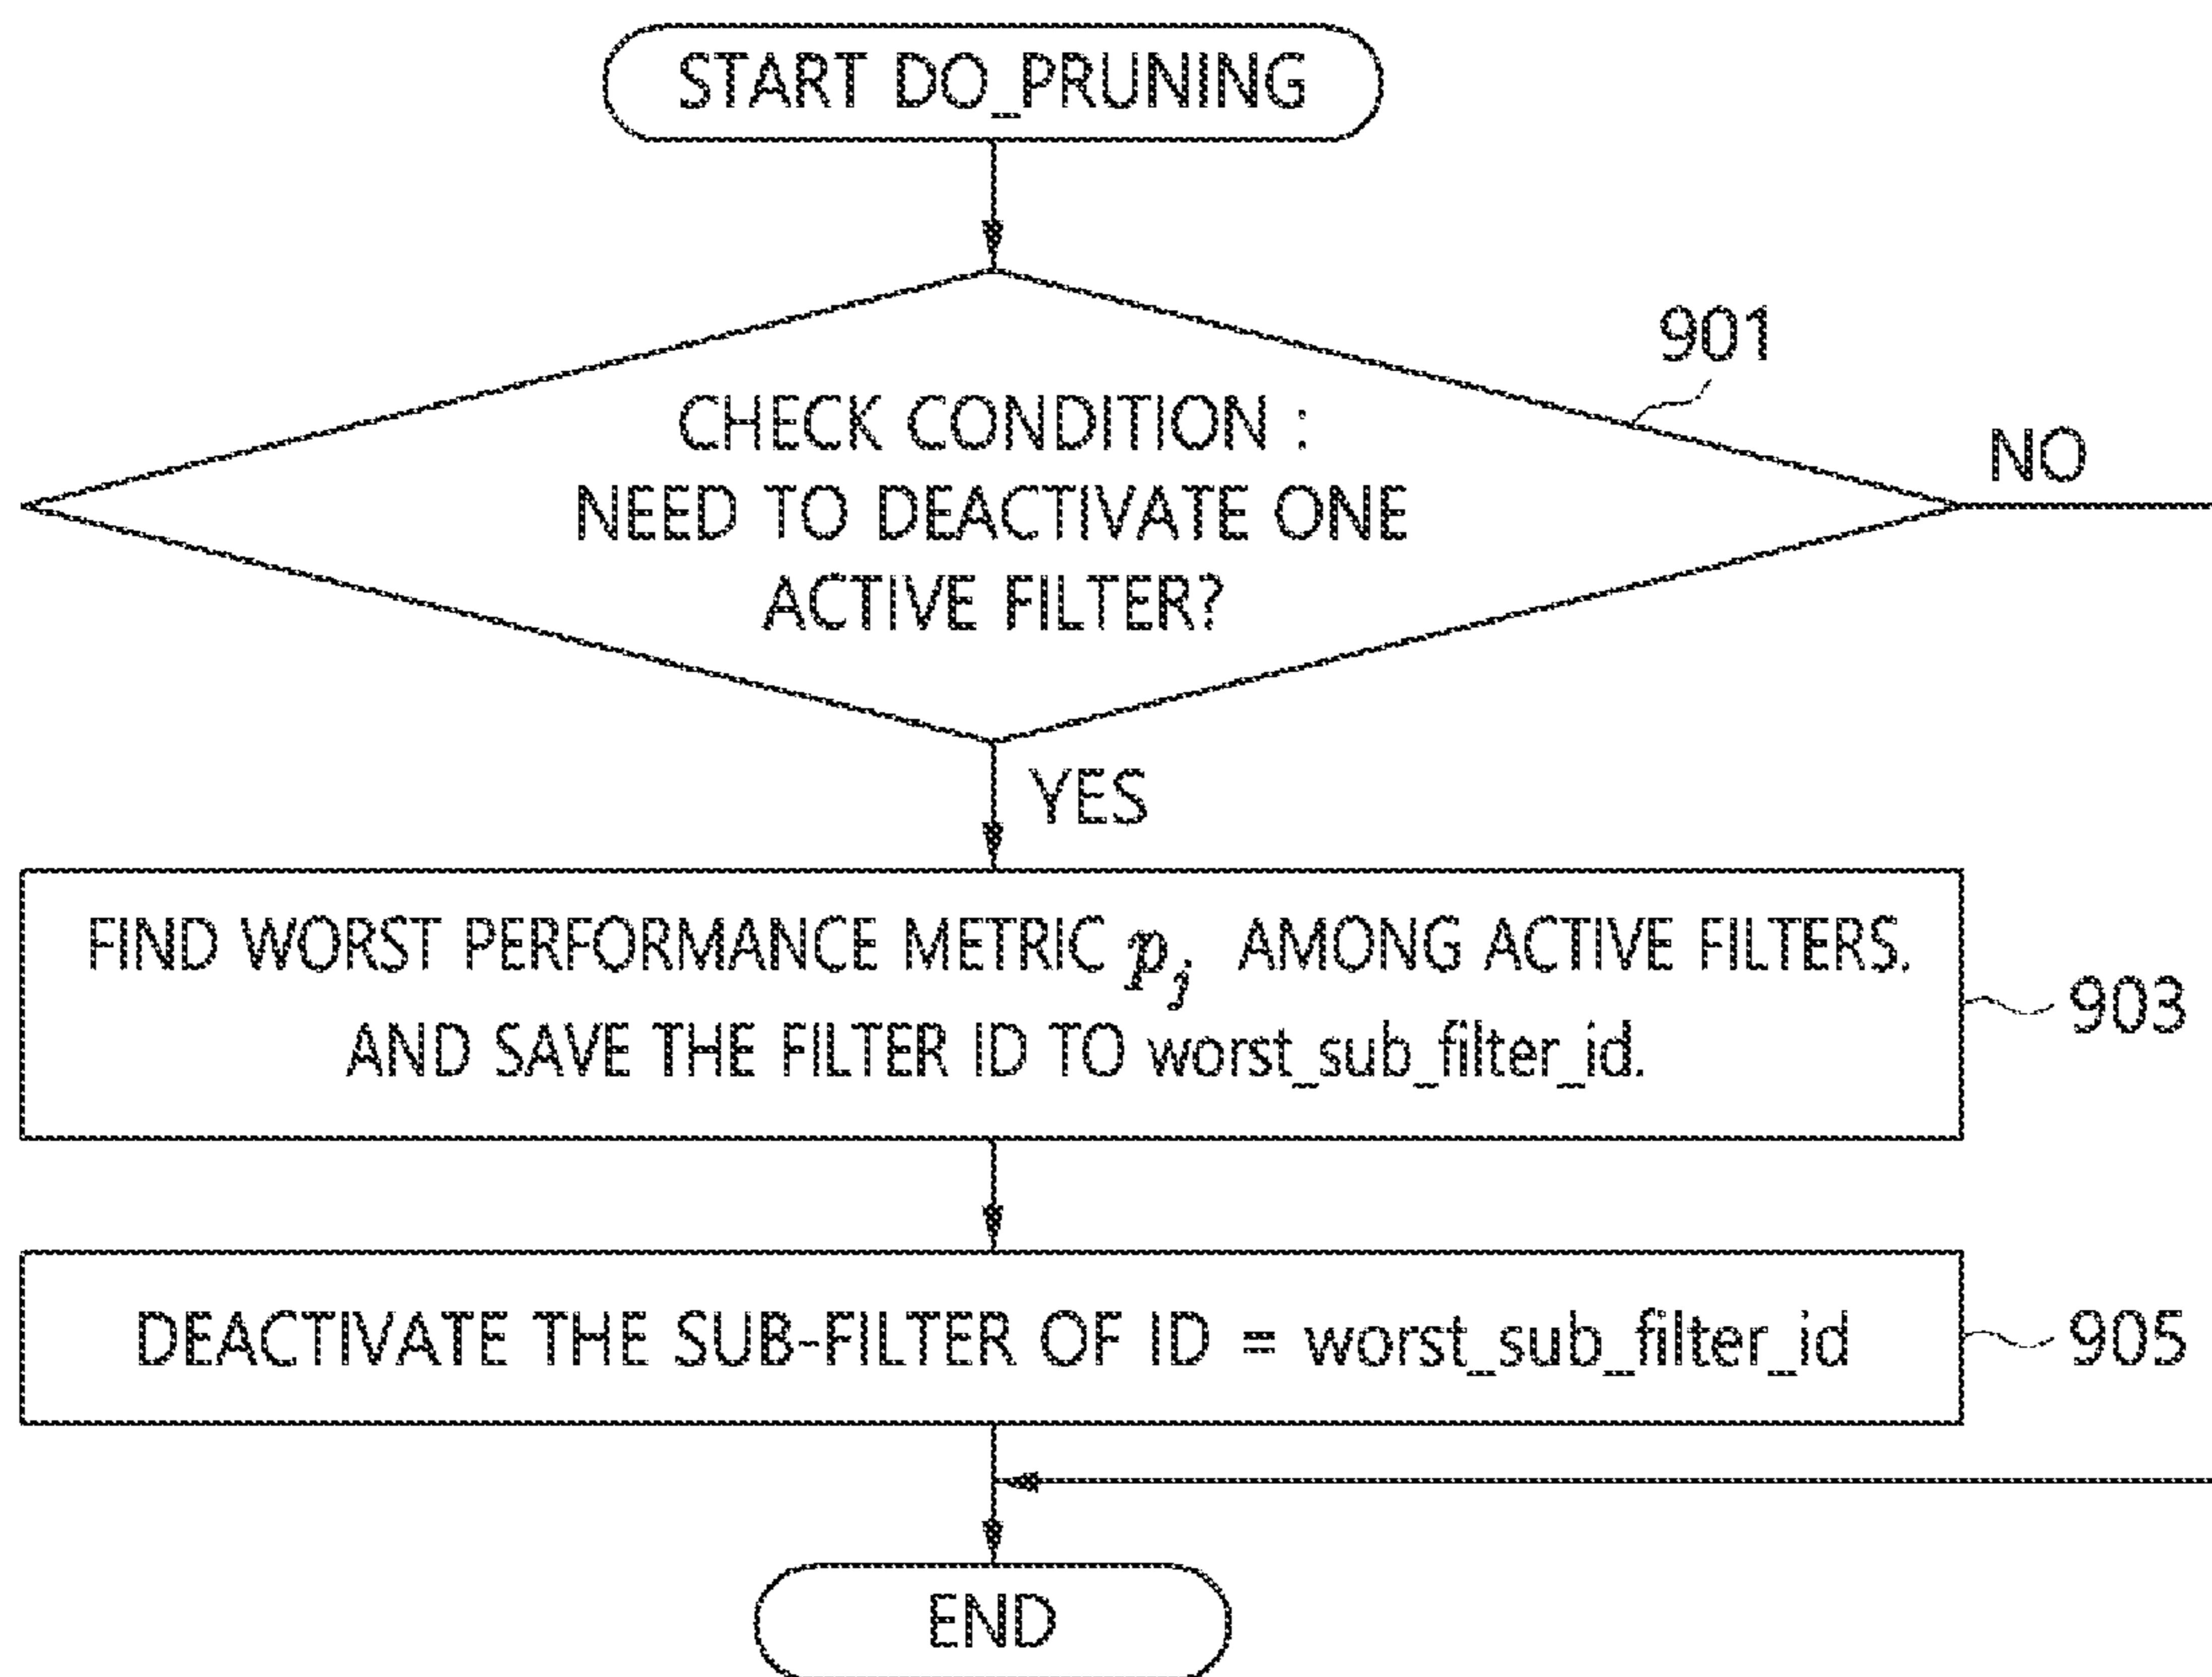 START DO_PRUNING
901
CHECK CONDITION :
NEED TO DEACTIVATE ONE
ACTIVE FILTER?
NO
YES
FIND WORST PERFORMANCE METRIC p_j AMONG ACTIVE FILTERS.
AND SAVE THE FILTER ID TO worst_sub_filter_id.
903
DEACTIVATE THE SUB-FILTER OF ID = worst_sub_filter_id
905
END